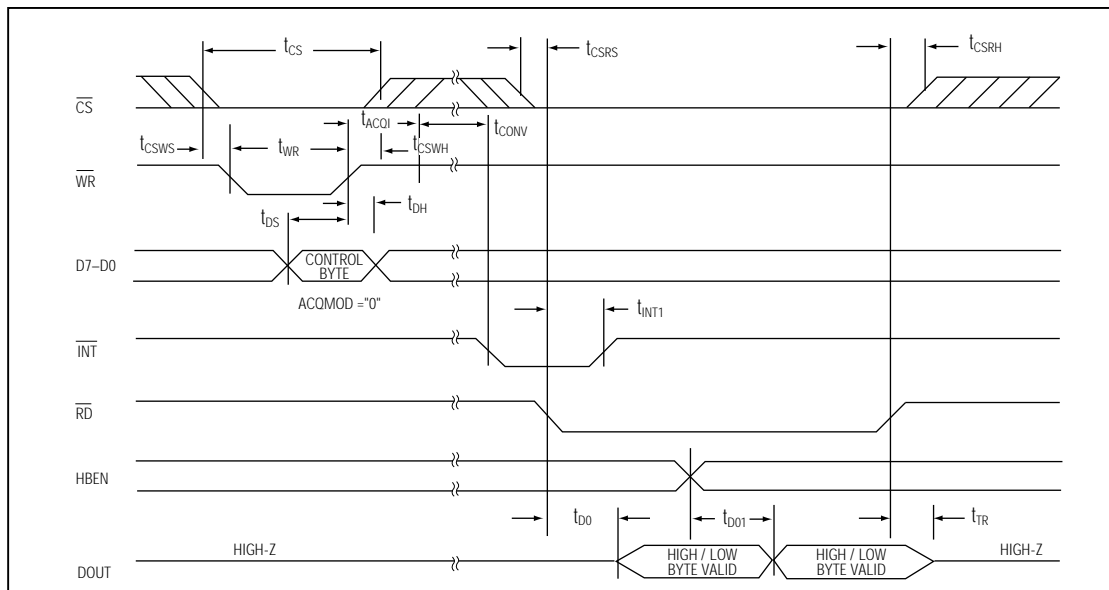 tCS
tCSRS
tCSRH
CS
tACQI
tCONV
tCSWS
tWR
tCSWH
WR
tDS
tDH
D7–D0
CONTROL
BYTE
ACQMOD ="0"
tINT1
INT
RD
HBEN
tD0
tD01
tTR
HIGH-Z
HIGH / LOW
BYTE VALID
HIGH / LOW
BYTE VALID
HIGH-Z
DOUT